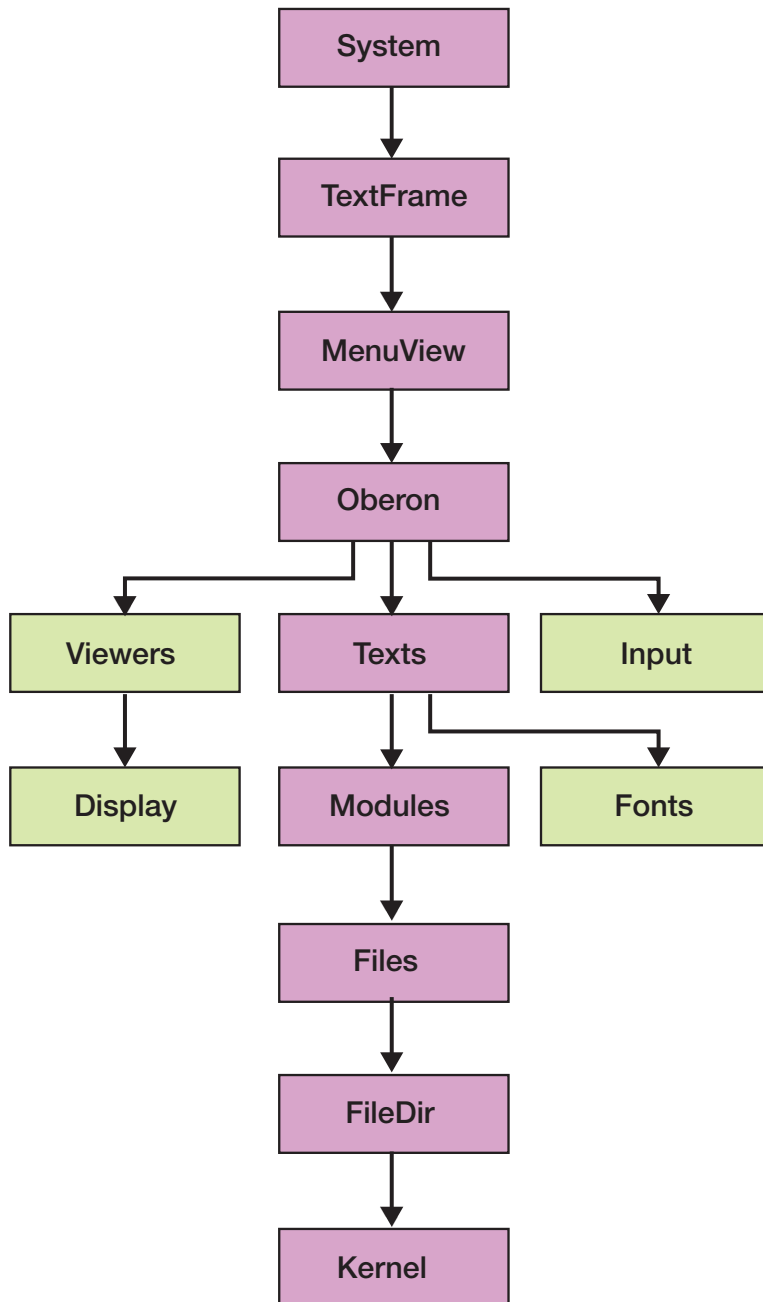 System
TextFrame
MenuView
Oberon
Viewers
Texts
Input
Display
Modules
Fonts
Files
FileDir
Kernel